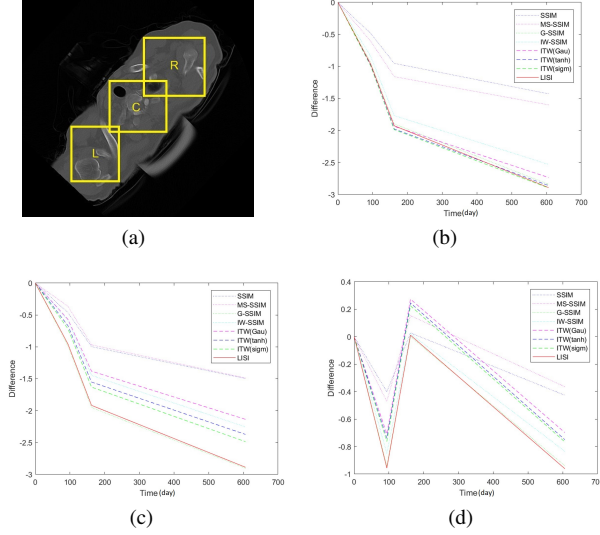 R
C
L
(a)
0
-0.5
-1
-1.5
-2
-2.5
-3
Difference
0 100 200 300 400 500 600 700
Time(day)
SSIM
MS-SSIM
G-SSIM
IW-SSIM
ITW(Gau)
ITW(tanh)
ITW(sigm)
LISI
(b)
0
-0.5
-1
-1.5
-2
-2.5
-3
Difference
0 100 200 300 400 500 600 700
Time(day)
SSIM
MS-SSIM
G-SSIM
IW-SSIM
ITW(Gau)
ITW(tanh)
ITW(sigm)
LISI
(c)
0.4
0.2
0
-0.2
-0.4
-0.6
-0.8
-1
Difference
0 100 200 300 400 500 600 700
Time(day)
SSIM
MS-SSIM
G-SSIM
IW-SSIM
ITW(Gau)
ITW(tanh)
ITW(sigm)
LISI
(d)